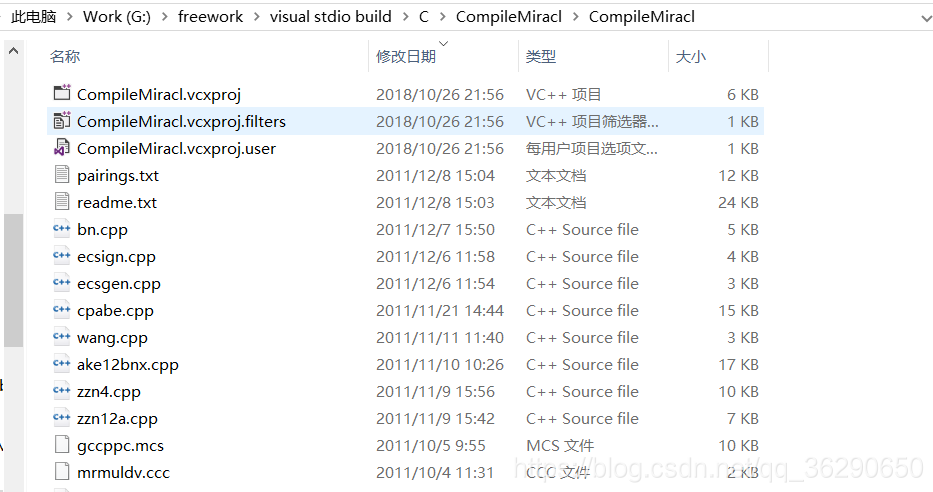 此电脑 > Work (G:) > freework > visual stdio build > C > CompileMiracl > CompileMiracl
名称 修改日期 类型 大小
CompileMiracl.vcxproj 2018/10/26 21:56 VC++ 项目 6 KB
CompileMiracl.vcxproj.filters 2018/10/26 21:56 VC++ 项目筛选器... 1 KB
CompileMiracl.vcxproj.user 2018/10/26 21:56 每用户项目选项文... 1 KB
pairings.txt 2011/12/8 15:04 文本文档 12 KB
readme.txt 2011/12/8 15:03 文本文档 24 KB
bn.cpp 2011/12/7 15:50 C++ Source file 5 KB
ecsign.cpp 2011/12/6 11:58 C++ Source file 4 KB
ecsgen.cpp 2011/12/6 11:54 C++ Source file 3 KB
cpabe.cpp 2011/11/21 14:44 C++ Source file 15 KB
wang.cpp 2011/11/11 11:40 C++ Source file 3 KB
ake12bnx.cpp 2011/11/10 10:26 C++ Source file 17 KB
zzn4.cpp 2011/11/9 15:56 C++ Source file 10 KB
zzn12a.cpp 2011/11/9 15:42 C++ Source file 7 KB
gccppc.mcs 2011/10/5 9:55 MCS 文件 10 KB
mrmuldv.ccc 2011/10/4 11:31 CCC 文件 2 KB
https://blog.csdn.net/qq_36290650